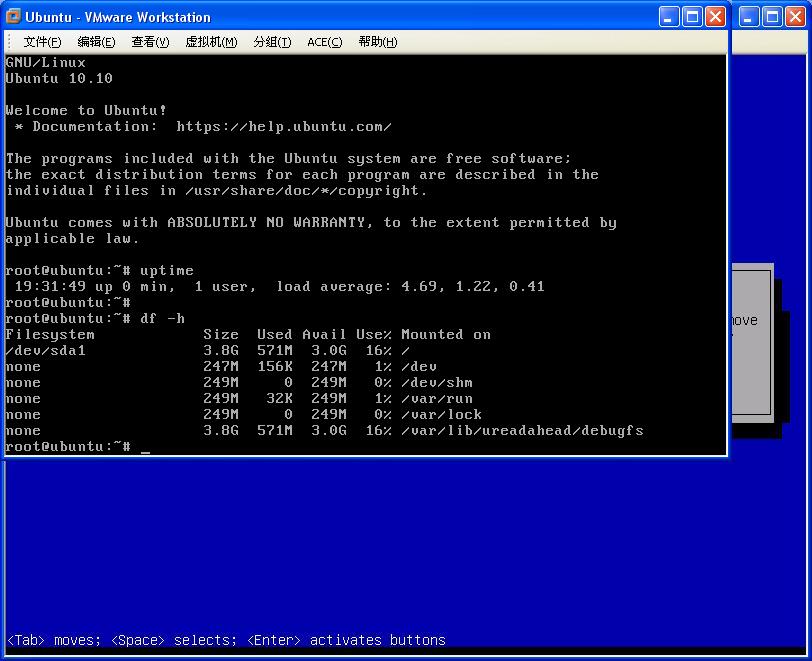 Ubuntu - VMware Workstation
文件(F) 编辑(E) 查看(V) 虚拟机(M) 分组(T) ACE(C) 帮助(H)
GNU/Linux
Ubuntu 10.10
Welcome to Ubuntu!
 * Documentation:  https://help.ubuntu.com/
The programs included with the Ubuntu system are free software;
the exact distribution terms for each program are described in the
individual files in /usr/share/doc/*/copyright.
Ubuntu comes with ABSOLUTELY NO WARRANTY, to the extent permitted by
applicable law.
root@ubuntu:~# uptime
 19:31:49 up 0 min,  1 user,  load average: 4.69, 1.22, 0.41
root@ubuntu:~#
root@ubuntu:~# df -h
Filesystem            Size  Used Avail Use% Mounted on
/dev/sda1             3.8G  571M  3.0G  16% /
none                  247M  156K  247M   1% /dev
none                  249M     0  249M   0% /dev/shm
none                  249M   32K  249M   1% /var/run
none                  249M     0  249M   0% /var/lock
none                  3.8G  571M  3.0G  16% /var/lib/ureadahead/debugfs
root@ubuntu:~# _
<Tab> moves; <Space> selects; <Enter> activates buttons